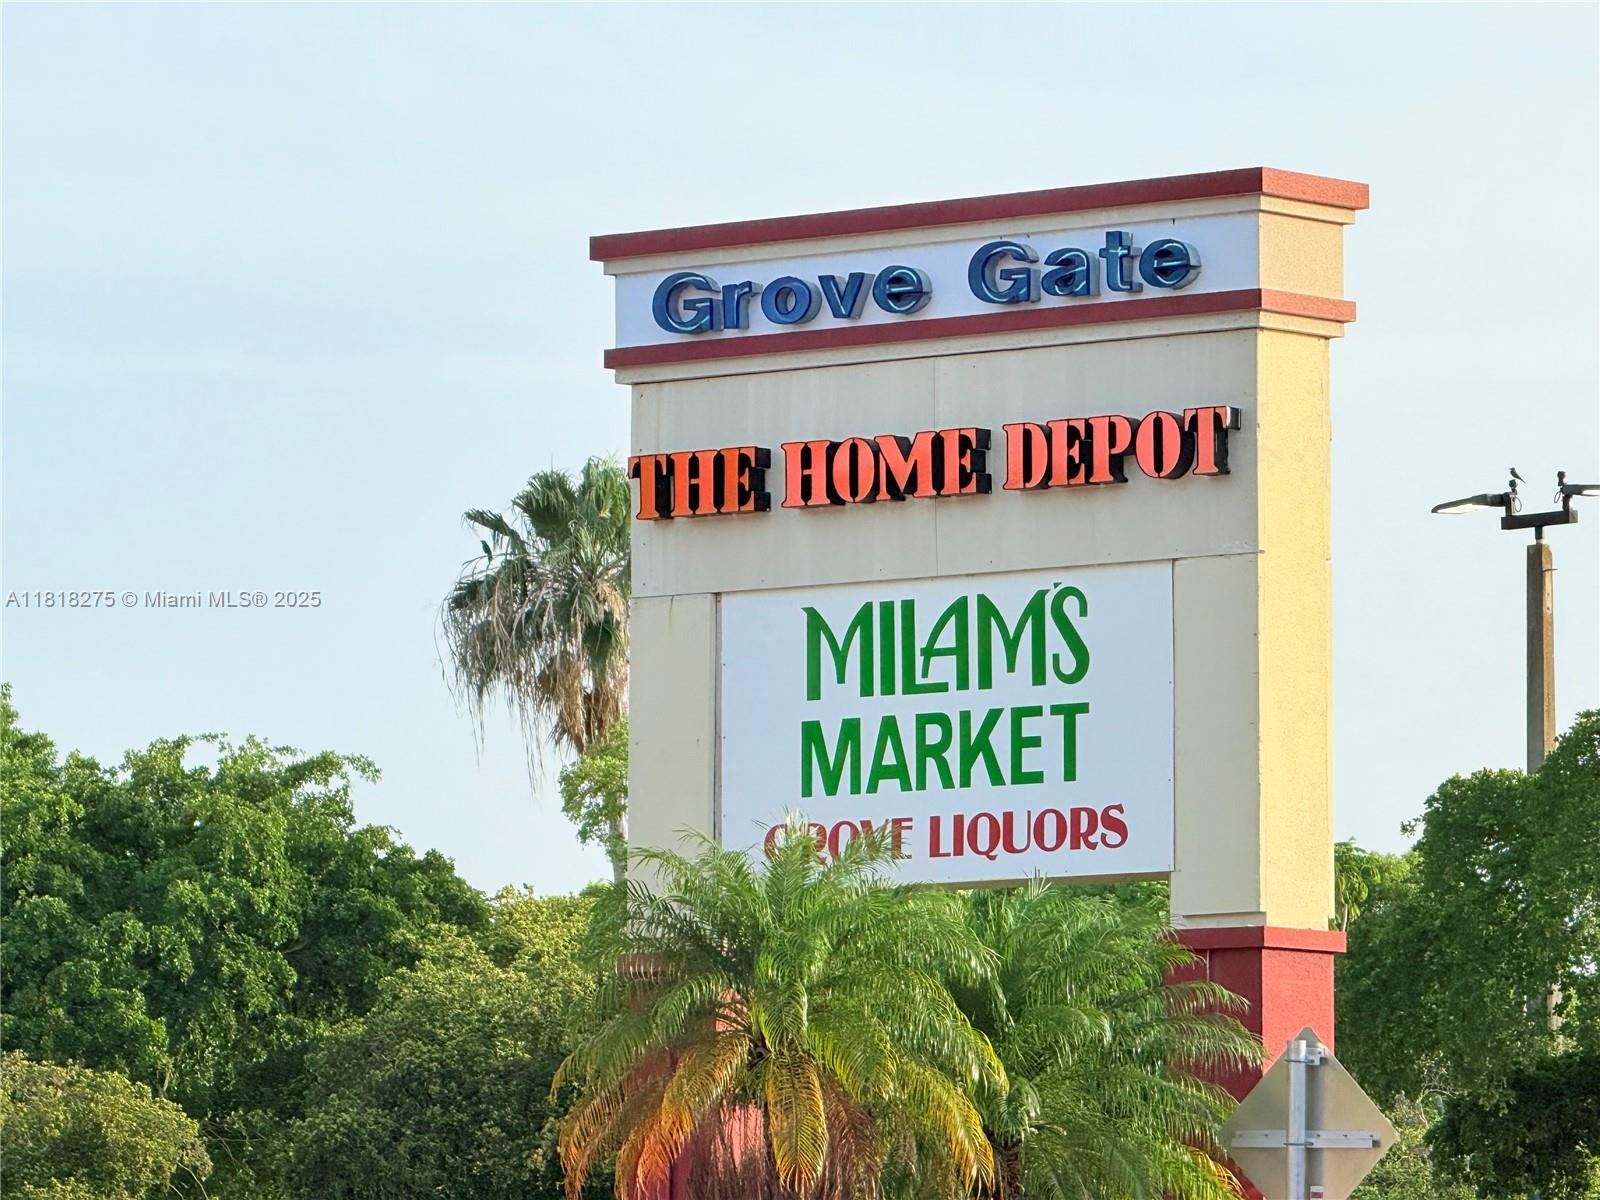 Grove Gate
THE HOME DEPOT
MILAM'S
MARKET
GROVE LIQUORS
A11818275 © Miami MLS® 2025